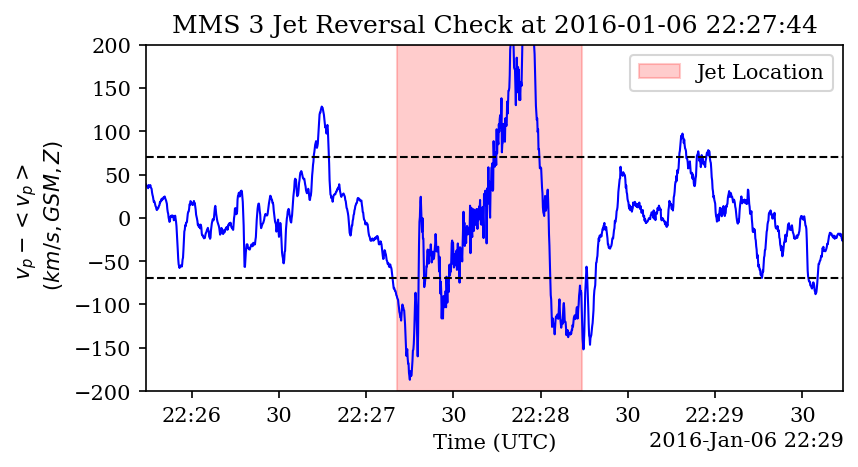 MMS 3 Jet Reversal Check at 2016-01-06 22:27:44
200
150
100
50
0
−50
−100
−150
−200
v_p − < v_p >
(km/s, GSM, Z)
Jet Location
22:26
30
22:27
30
22:28
30
22:29
30
Time (UTC)
2016-Jan-06 22:29